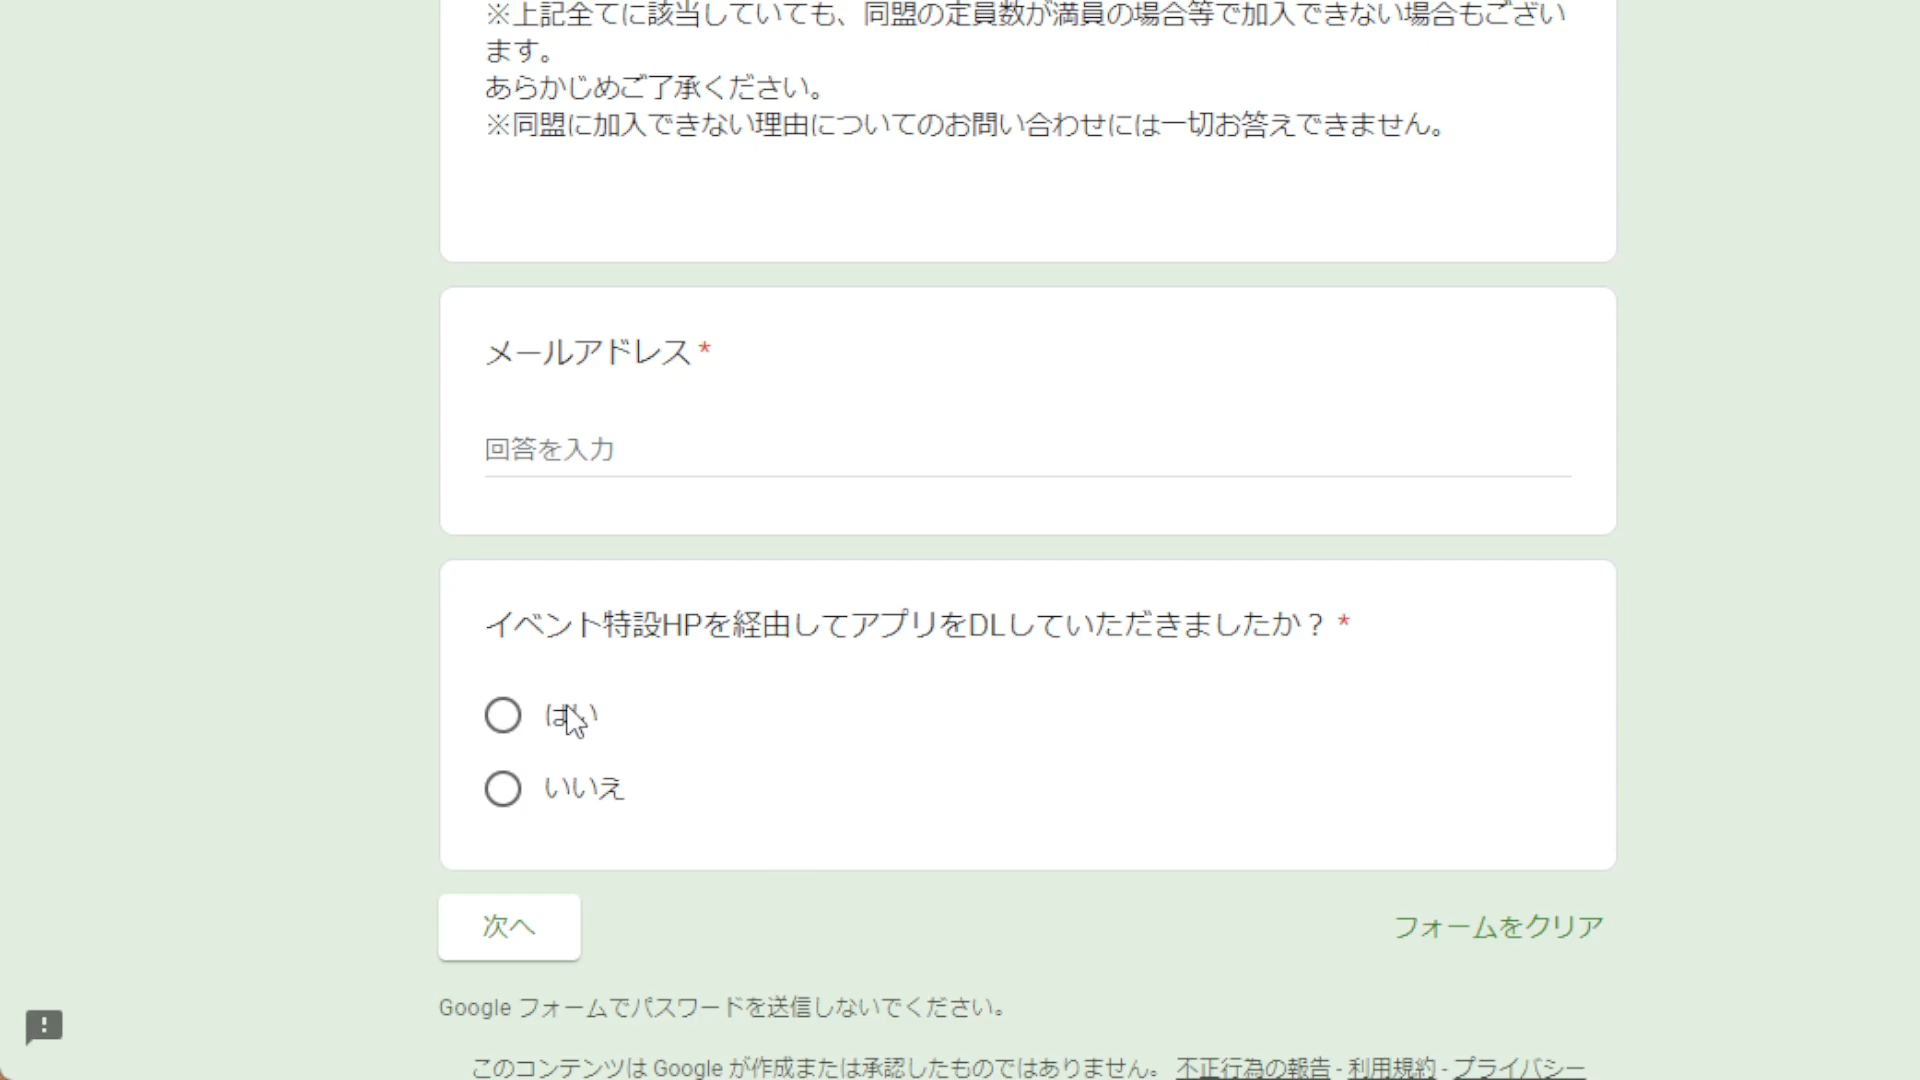 ※上記全てに該当していても、同盟の定員数が満員の場合等で加入できない場合もござい
ます。
あらかじめご了承ください。
※同盟に加入できない理由についてのお問い合わせには一切お答えできません。
メールアドレス *
回答を入力
イベント特設HPを経由してアプリをDLしていただきましたか？ *
はい
いいえ
次へ
フォームをクリア
Google フォームでパスワードを送信しないでください。
このコンテンツは Google が作成または承認したものではありません。 不正行為の報告 - 利用規約 - プライバシー